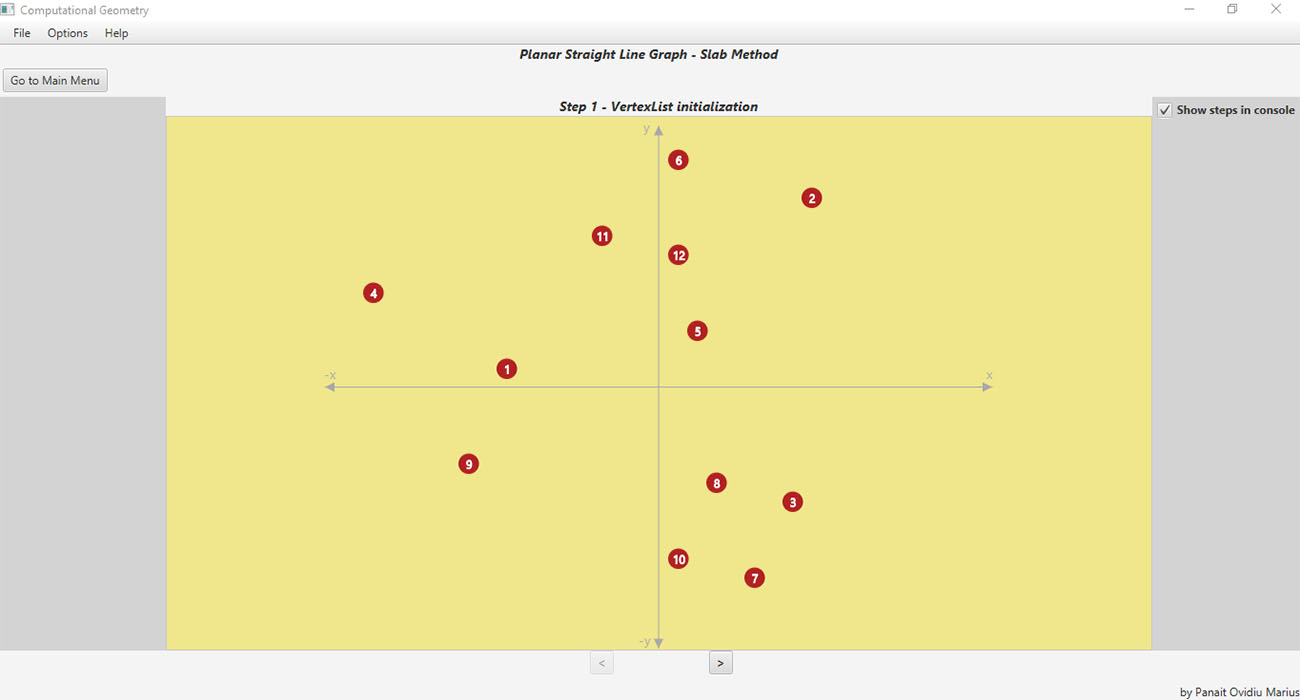 Computational Geometry
File Options Help
Planar Straight Line Graph - Slab Method
Go to Main Menu
Step 1 - VertexList initialization
Show steps in console
y
6
2
11
12
4
5
1
-x
x
9
8
3
10
7
-y
< >
by Panait Ovidiu Marius